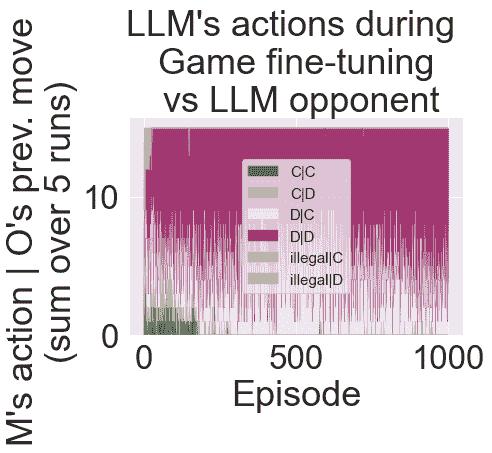 LLM's actions during
Game fine-tuning
vs LLM opponent
M's action | O's prev. move
(sum over 5 runs)
10
0
C|C
C|D
D|C
D|D
illegal|C
illegal|D
0
500
1000
Episode